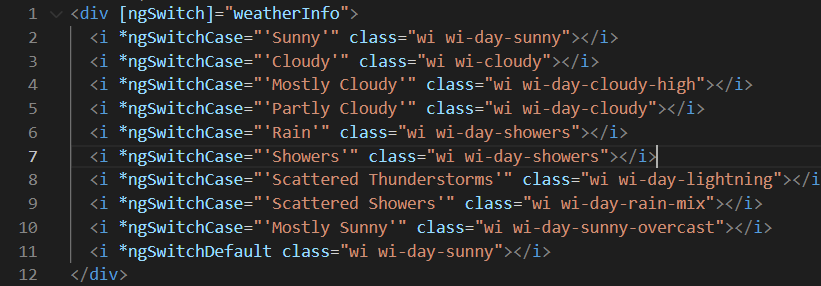 1 <div [ngSwitch]="weatherInfo">
2 <i *ngSwitchCase="'Sunny'" class="wi wi-day-sunny"></i>
3 <i *ngSwitchCase="'Cloudy'" class="wi wi-cloudy"></i>
4 <i *ngSwitchCase="'Mostly Cloudy'" class="wi wi-day-cloudy-high"></i>
5 <i *ngSwitchCase="'Partly Cloudy'" class="wi wi-day-cloudy"></i>
6 <i *ngSwitchCase="'Rain'" class="wi wi-day-showers"></i>
7 <i *ngSwitchCase="'Showers'" class="wi wi-day-showers"></i>
8 <i *ngSwitchCase="'Scattered Thunderstorms'" class="wi wi-day-lightning"></i
9 <i *ngSwitchCase="'Scattered Showers'" class="wi wi-day-rain-mix"></i>
10 <i *ngSwitchCase="'Mostly Sunny'" class="wi wi-day-sunny-overcast"></i>
11 <i *ngSwitchDefault class="wi wi-day-sunny"></i>
12 </div>